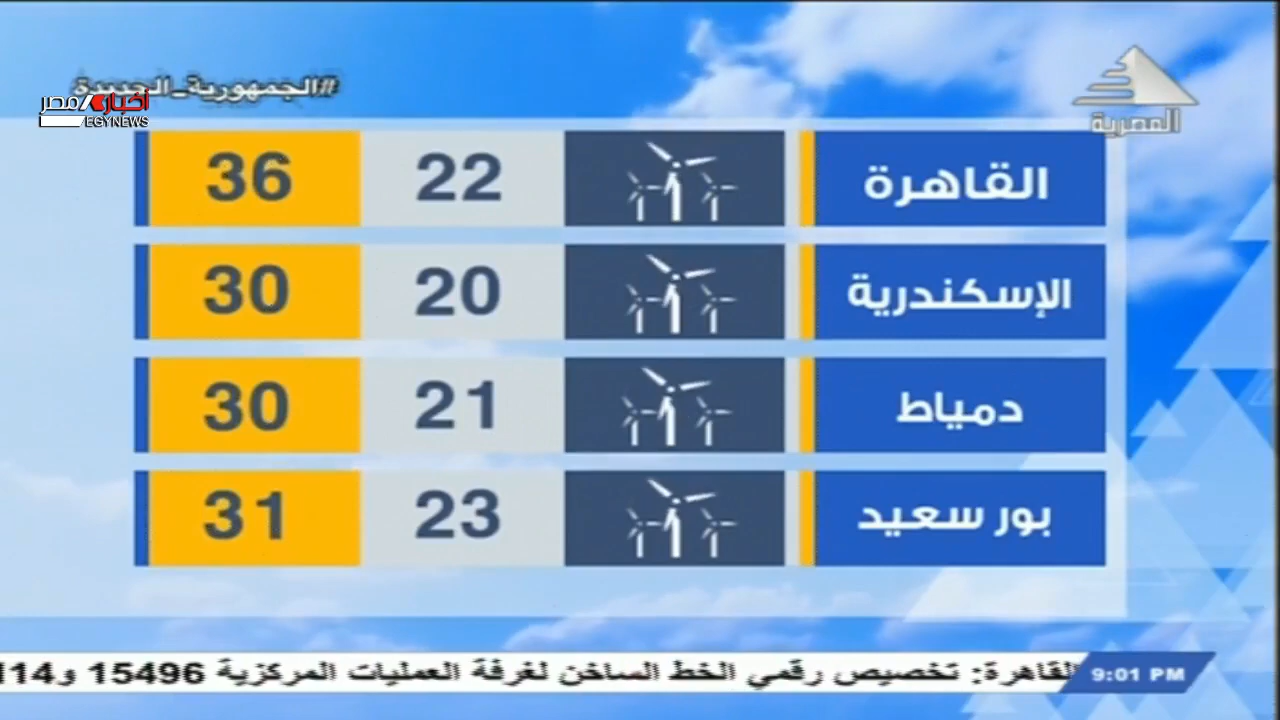 #الجمهورية_الجديدة
أخبار مصر
EGYNEWS
المصرية
القاهرة 22 36
الإسكندرية 20 30
دمياط 21 30
بور سعيد 23 31
9:01 PM
القاهرة: تخصيص رقمي الخط الساخن لغرفة العمليات المركزية 15496 و114